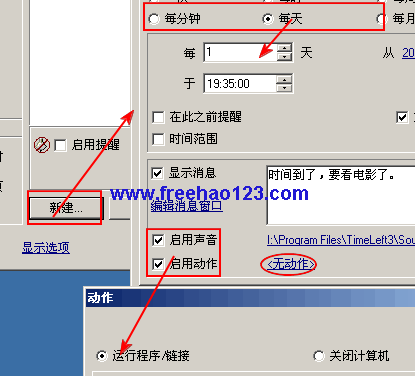 每分钟
每天
每月
每
1
天
从
20
于
19:35:00
在此之前提醒
时间范围
启用提醒
显示消息
时间到了，要看电影了。
www.freehao123.com
编辑消息窗口
新建...
启用声音
I:\Program Files\TimeLeft3\Sou
启用动作
<无动作>
显示选项
动作
运行程序/链接
关闭计算机